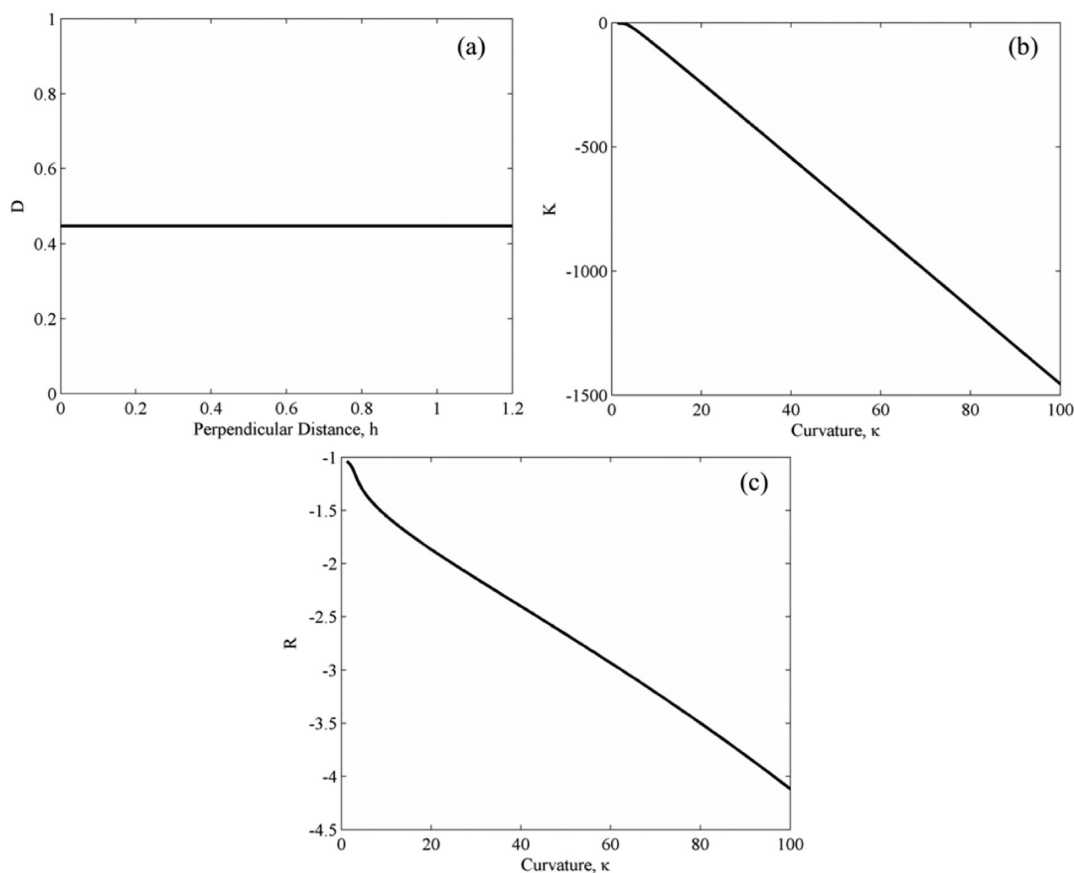 (a)
1
0.8
0.6
0.4
0.2
0
D
0 0.2 0.4 0.6 0.8 1 1.2
Perpendicular Distance, h
(b)
0
-500
-1000
-1500
K
0 20 40 60 80 100
Curvature, κ
(c)
-1
-1.5
-2
-2.5
-3
-3.5
-4
-4.5
R
0 20 40 60 80 100
Curvature, κ